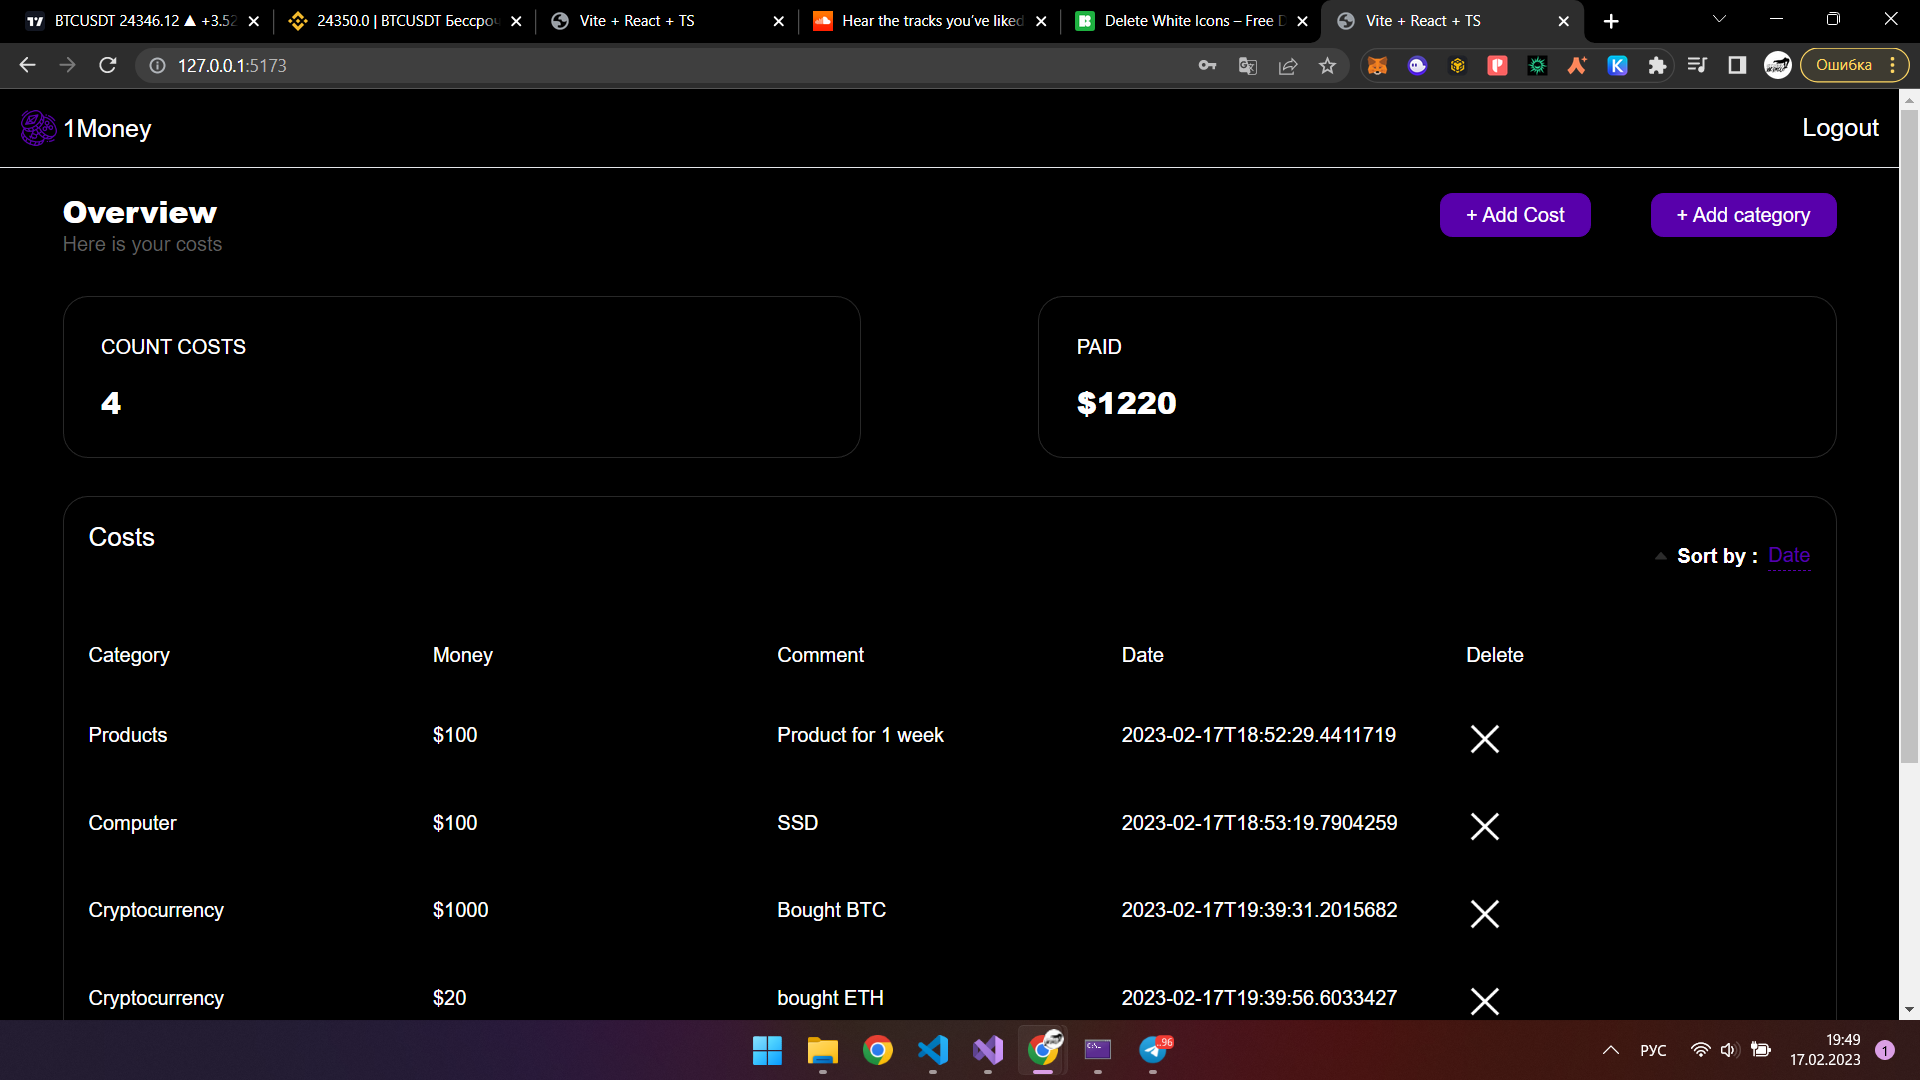 BTCUSDT 24346.12 ▲ +3.52
24350.0 | BTCUSDT Бессроч
Vite + React + TS
Hear the tracks you've liked
Delete White Icons – Free D
Vite + React + TS
127.0.0.1:5173
Ошибка
1Money
Logout
Overview
Here is your costs
+ Add Cost
+ Add category
COUNT COSTS
4
PAID
$1220
Costs
Sort by : Date
Category Money Comment Date Delete
Products $100 Product for 1 week 2023-02-17T18:52:29.4411719
Computer $100 SSD 2023-02-17T18:53:19.7904259
Cryptocurrency $1000 Bought BTC 2023-02-17T19:39:31.2015682
Cryptocurrency $20 bought ETH 2023-02-17T19:39:56.6033427
96
РУС
19:49
17.02.2023
1